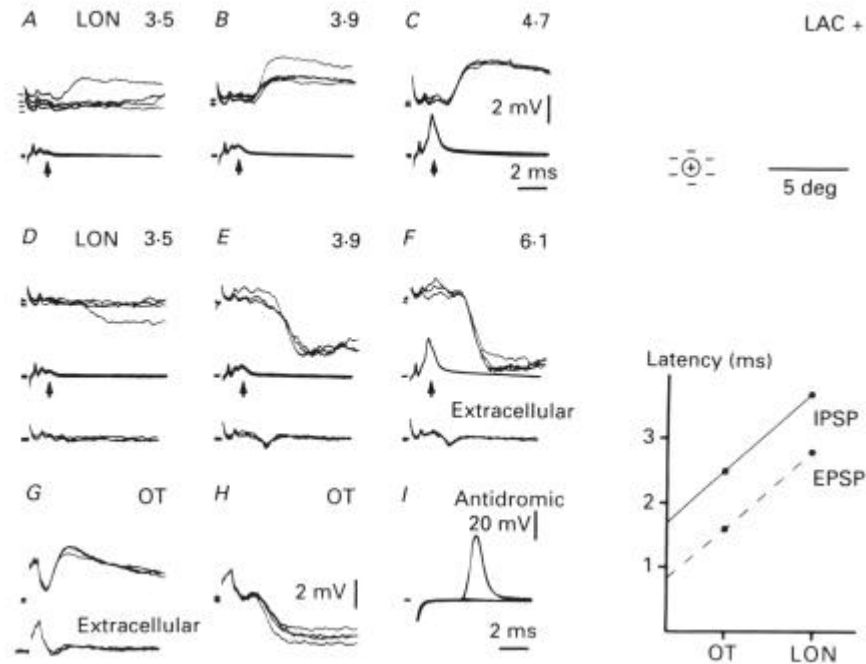 A LON 3·5
B 3·9
C 4·7
LAC +
2 mV
2 ms
5 deg
D LON 3·5
E 3·9
F 6·1
Extracellular
G OT
H OT
I Antidromic
20 mV
Extracellular
2 mV
2 ms
Latency (ms)
3
2
1
IPSP
EPSP
OT LON